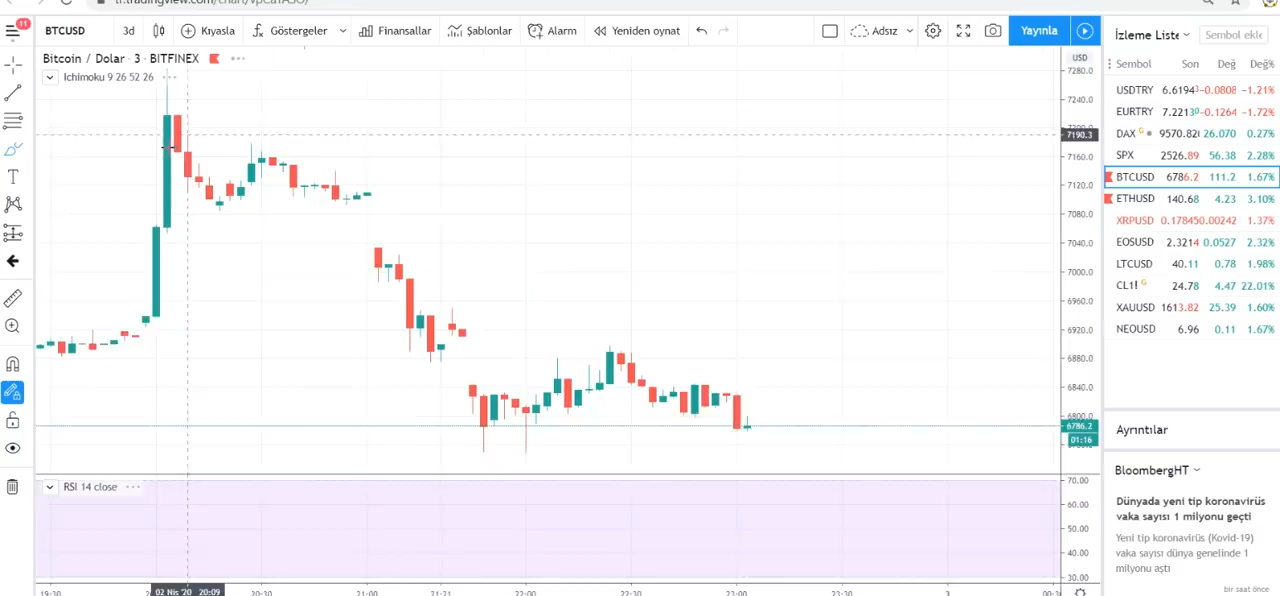 tr.tradingview.com/chart/vpCaTASO/
11
BTCUSD 3d Kıyasla Göstergeler Finansallar Şablonlar Alarm Yeniden oynat Adsız Yayınla
Bitcoin / Dolar · 3 · BITFINEX
Ichimoku 9 26 52 26
USD
7280.0
7240.0
7190.3
7160.0
7120.0
7080.0
7040.0
7000.0
6960.0
6920.0
6880.0
6840.0
6800.0
6786.2
01:16
RSI 14 close
70.00
60.00
50.00
40.00
30.00
19:30 02 Nis '20 20:09 20:30 21:00 21:21 22:00 22:30 23:00 23:30 3 00:30
İzleme Liste Sembol ekle
Sembol Son Değ Değ%
USDTRY 6.6194 −0.0808 −1.21%
EURTRY 7.2213 −0.1264 −1.72%
DAX G 9570.820 26.070 0.27%
SPX 2526.89 56.38 2.28%
BTCUSD 6786.2 111.2 1.67%
ETHUSD 140.68 4.23 3.10%
XRPUSD 0.17845 0.00242 1.37%
EOSUSD 2.3214 0.0527 2.32%
LTCUSD 40.11 0.78 1.98%
CL1! G 24.78 4.47 22.01%
XAUUSD 1613.82 25.39 1.60%
NEOUSD 6.96 0.11 1.67%
Ayrıntılar
BloombergHT
Dünyada yeni tip koronavirüs
vaka sayısı 1 milyonu geçti
Yeni tip koronavirüs (Kovid-19)
vaka sayısı dünya genelinde 1
milyonu aştı
bir saat önce